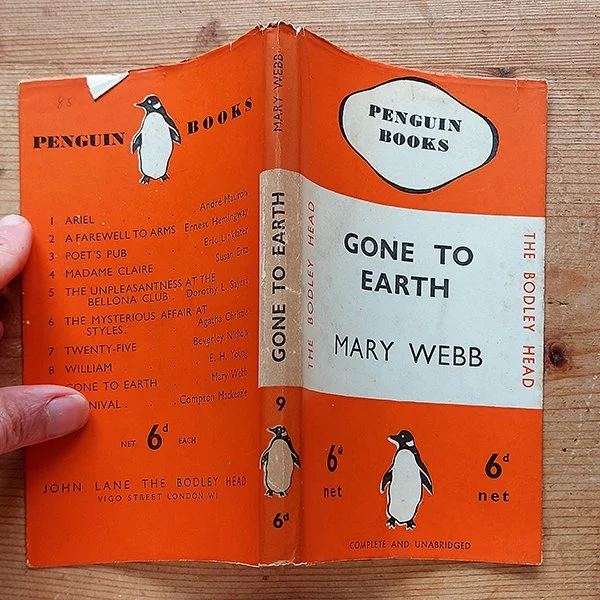 85
PENGUIN BOOKS
1 ARIEL . . . André Maurois
2 A FAREWELL TO ARMS Ernest Hemingway
3 POET'S PUB . . Eric Linklater
4 MADAME CLAIRE . . Susan Ertz
5 THE UNPLEASANTNESS AT THE
BELLONA CLUB . Dorothy L. Sayers
6 THE MYSTERIOUS AFFAIR AT
STYLES . . Agatha Christie
7 TWENTY-FIVE . Beverley Nichols
8 WILLIAM . . E. H. Young
GONE TO EARTH . Mary Webb
NIVAL . Compton Mackenzie
NET 6d EACH
JOHN LANE THE BODLEY HEAD
VIGO STREET LONDON W1
MARY WEBB
GONE TO EARTH
9
6d
PENGUIN
BOOKS
THE BODLEY HEAD
GONE TO
EARTH
MARY WEBB
THE BODLEY HEAD
6d
net
6d
net
COMPLETE AND UNABRIDGED